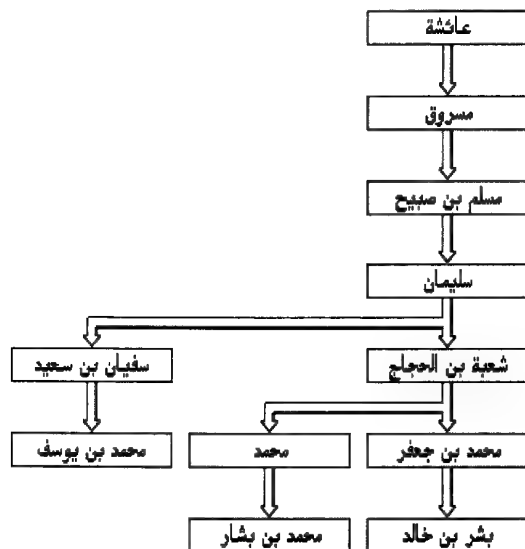 عائشة
مسروق
مسلم بن صبيح
سليمان
شعبة بن الحجاج
سفيان بن سعيد
محمد بن جعفر
محمد
محمد بن يوسف
بشر بن خالد
محمد بن بشار